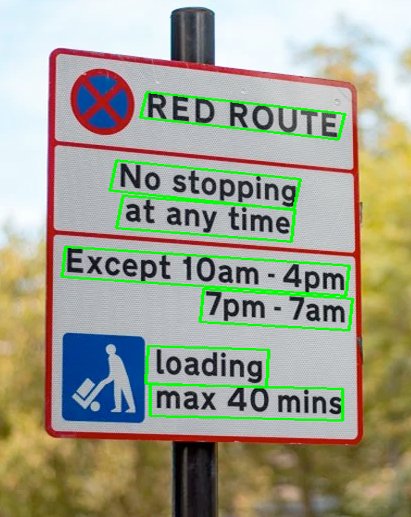 RED ROUTE
No stopping
at any time
Except 10am - 4pm
7pm - 7am
loading
max 40 mins